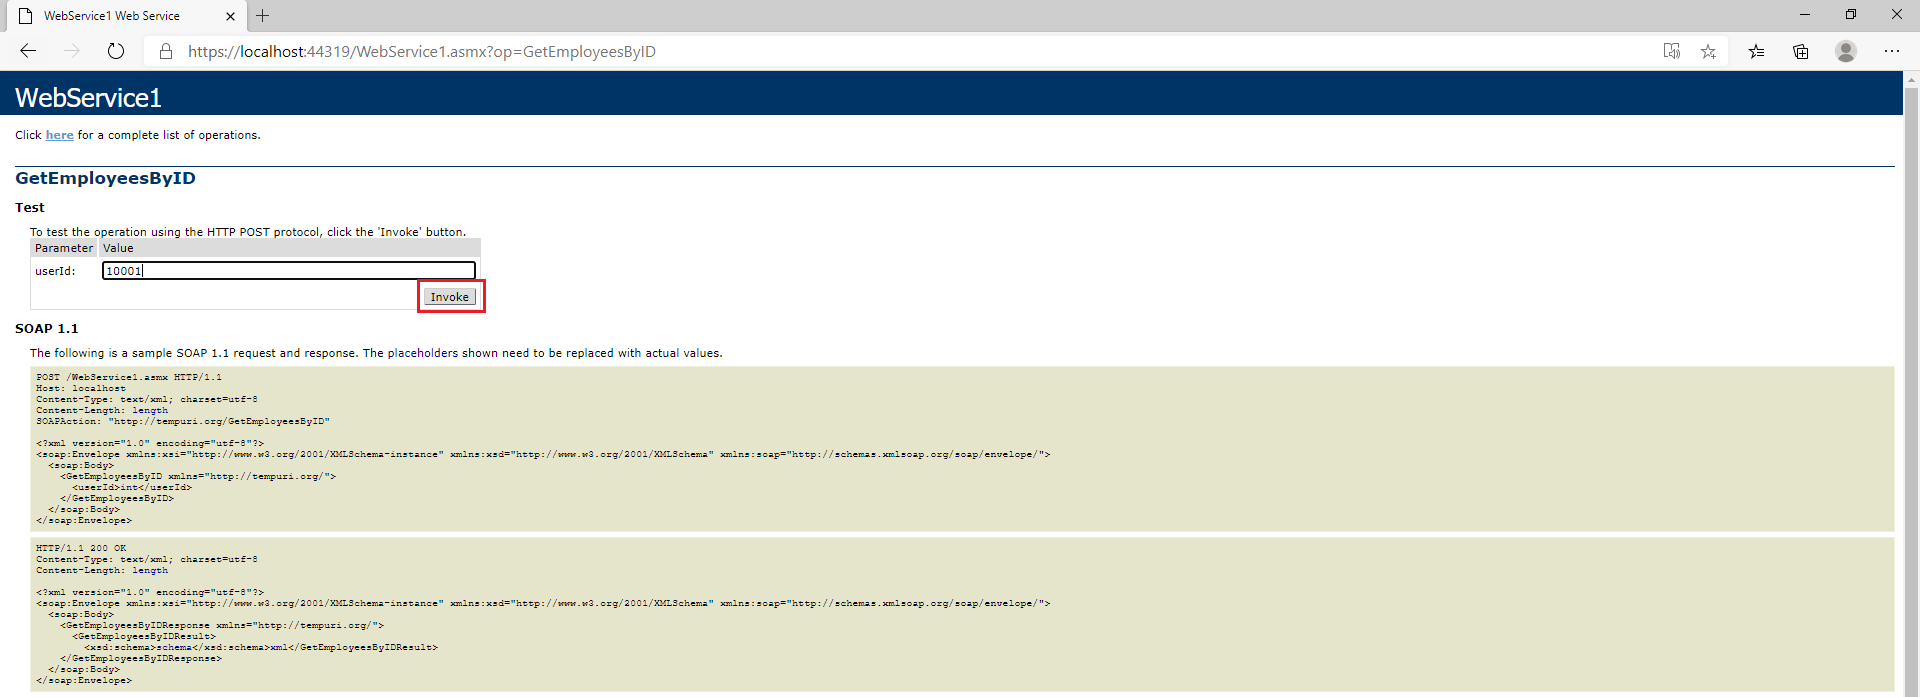 WebService1 Web Service
https://localhost:44319/WebService1.asmx?op=GetEmployeesByID
WebService1
Click here for a complete list of operations.
GetEmployeesByID
Test
To test the operation using the HTTP POST protocol, click the 'Invoke' button.
Parameter Value
userId: 10001
Invoke
SOAP 1.1
The following is a sample SOAP 1.1 request and response. The placeholders shown need to be replaced with actual values.
POST /WebService1.asmx HTTP/1.1
Host: localhost
Content-Type: text/xml; charset=utf-8
Content-Length: length
SOAPAction: "http://tempuri.org/GetEmployeesByID"
<?xml version="1.0" encoding="utf-8"?>
<soap:Envelope xmlns:xsi="http://www.w3.org/2001/XMLSchema-instance" xmlns:xsd="http://www.w3.org/2001/XMLSchema" xmlns:soap="http://schemas.xmlsoap.org/soap/envelope/">
<soap:Body>
<GetEmployeesByID xmlns="http://tempuri.org/">
<userId>int</userId>
</GetEmployeesByID>
</soap:Body>
</soap:Envelope>
HTTP/1.1 200 OK
Content-Type: text/xml; charset=utf-8
Content-Length: length
<?xml version="1.0" encoding="utf-8"?>
<soap:Envelope xmlns:xsi="http://www.w3.org/2001/XMLSchema-instance" xmlns:xsd="http://www.w3.org/2001/XMLSchema" xmlns:soap="http://schemas.xmlsoap.org/soap/envelope/">
<soap:Body>
<GetEmployeesByIDResponse xmlns="http://tempuri.org/">
<GetEmployeesByIDResult>
<xsd:schema>schema</xsd:schema>xml</GetEmployeesByIDResult>
</GetEmployeesByIDResponse>
</soap:Body>
</soap:Envelope>